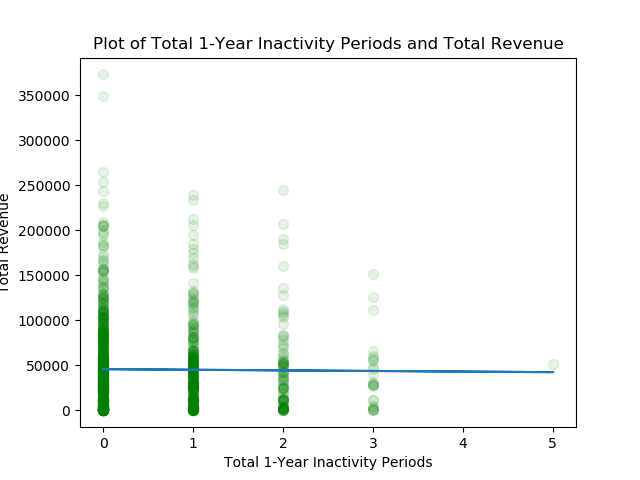 Plot of Total 1-Year Inactivity Periods and Total Revenue
350000
300000
250000
200000
150000
100000
50000
0
Total Revenue
0 1 2 3 4 5
Total 1-Year Inactivity Periods